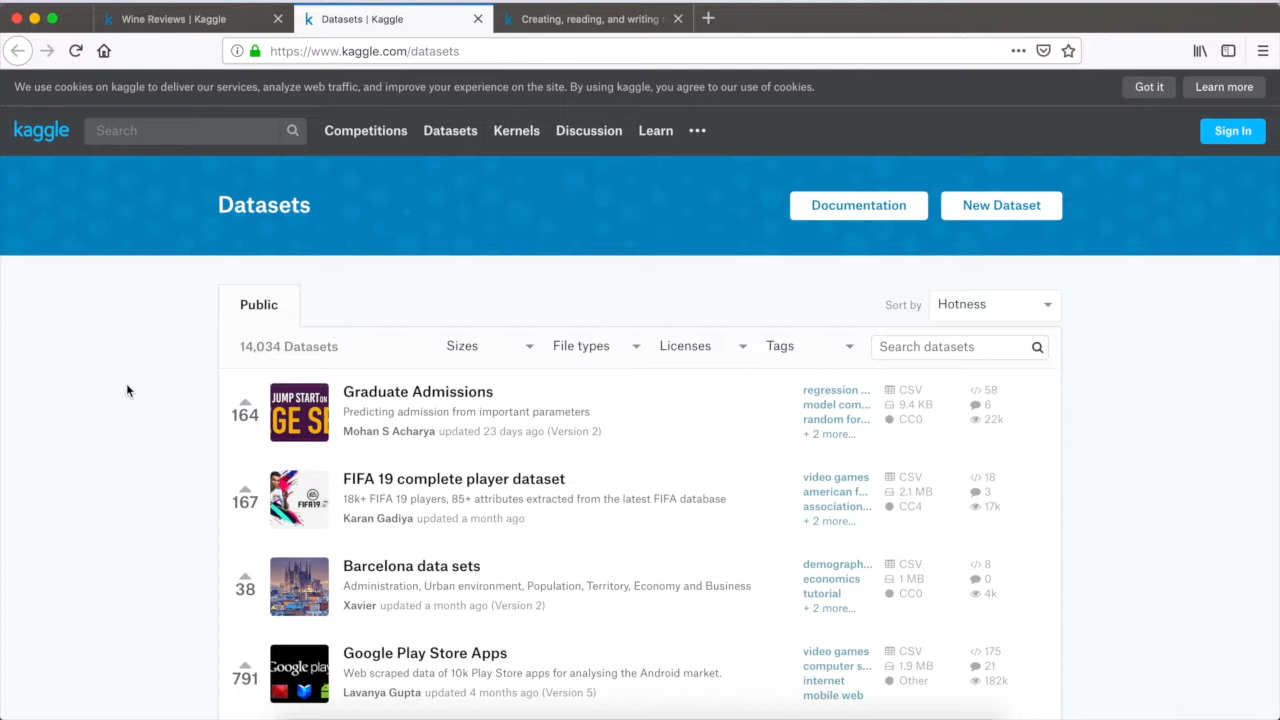 Wine Reviews | Kaggle
Datasets | Kaggle
Creating, reading, and writing
https://www.kaggle.com/datasets
We use cookies on kaggle to deliver our services, analyze web traffic, and improve your experience on the site. By using kaggle, you agree to our use of cookies.
Got it
Learn more
kaggle
Search
Competitions
Datasets
Kernels
Discussion
Learn
Sign In
Datasets
Documentation
New Dataset
Public
Sort by
Hotness
14,034 Datasets
Sizes
File types
Licenses
Tags
Search datasets
164
JUMP START ON
GE SE
Graduate Admissions
Predicting admission from important parameters
Mohan S Acharya updated 23 days ago (Version 2)
regression ...
model com...
random for...
+ 2 more...
CSV
9.4 KB
CC0
58
6
22k
167
FIFA19
FIFA 19 complete player dataset
18k+ FIFA 19 players, 85+ attributes extracted from the latest FIFA database
Karan Gadiya updated a month ago
video games
american f...
association...
+ 2 more...
CSV
2.1 MB
CC4
18
3
17k
38
Barcelona data sets
Administration, Urban environment, Population, Territory, Economy and Business
Xavier updated a month ago (Version 2)
demograph...
economics
tutorial
+ 2 more...
CSV
1 MB
CC0
8
0
4k
791
Google play
Google Play Store Apps
Web scraped data of 10k Play Store apps for analysing the Android market.
Lavanya Gupta updated 4 months ago (Version 5)
video games
computer s...
internet
mobile web
CSV
1.9 MB
Other
175
21
182k